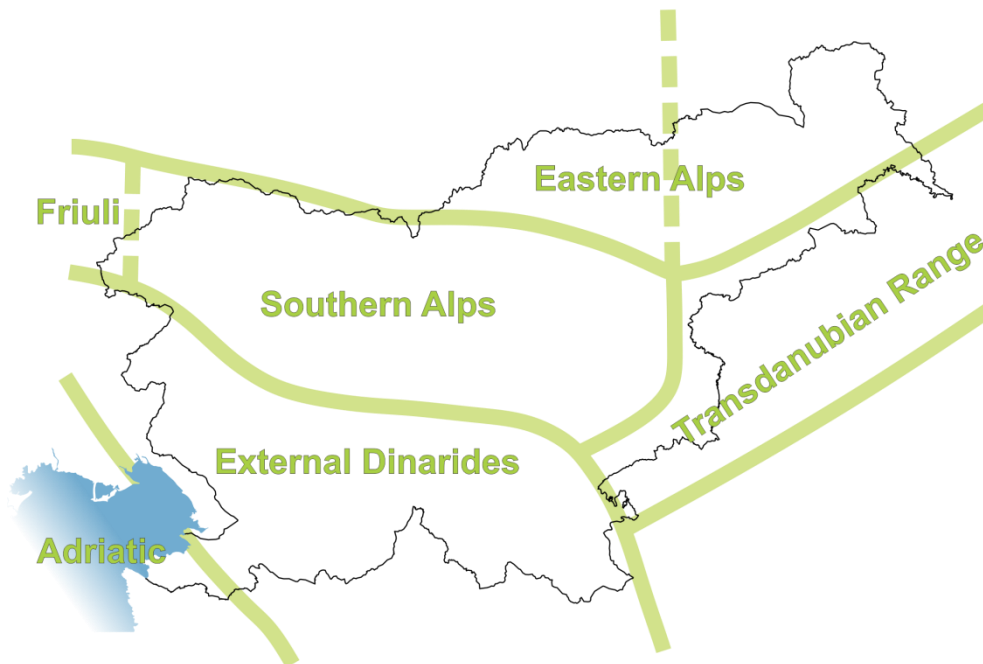 Eastern Alps
Friuli
Southern Alps
Transdanubian Range
External Dinarides
Adriatic